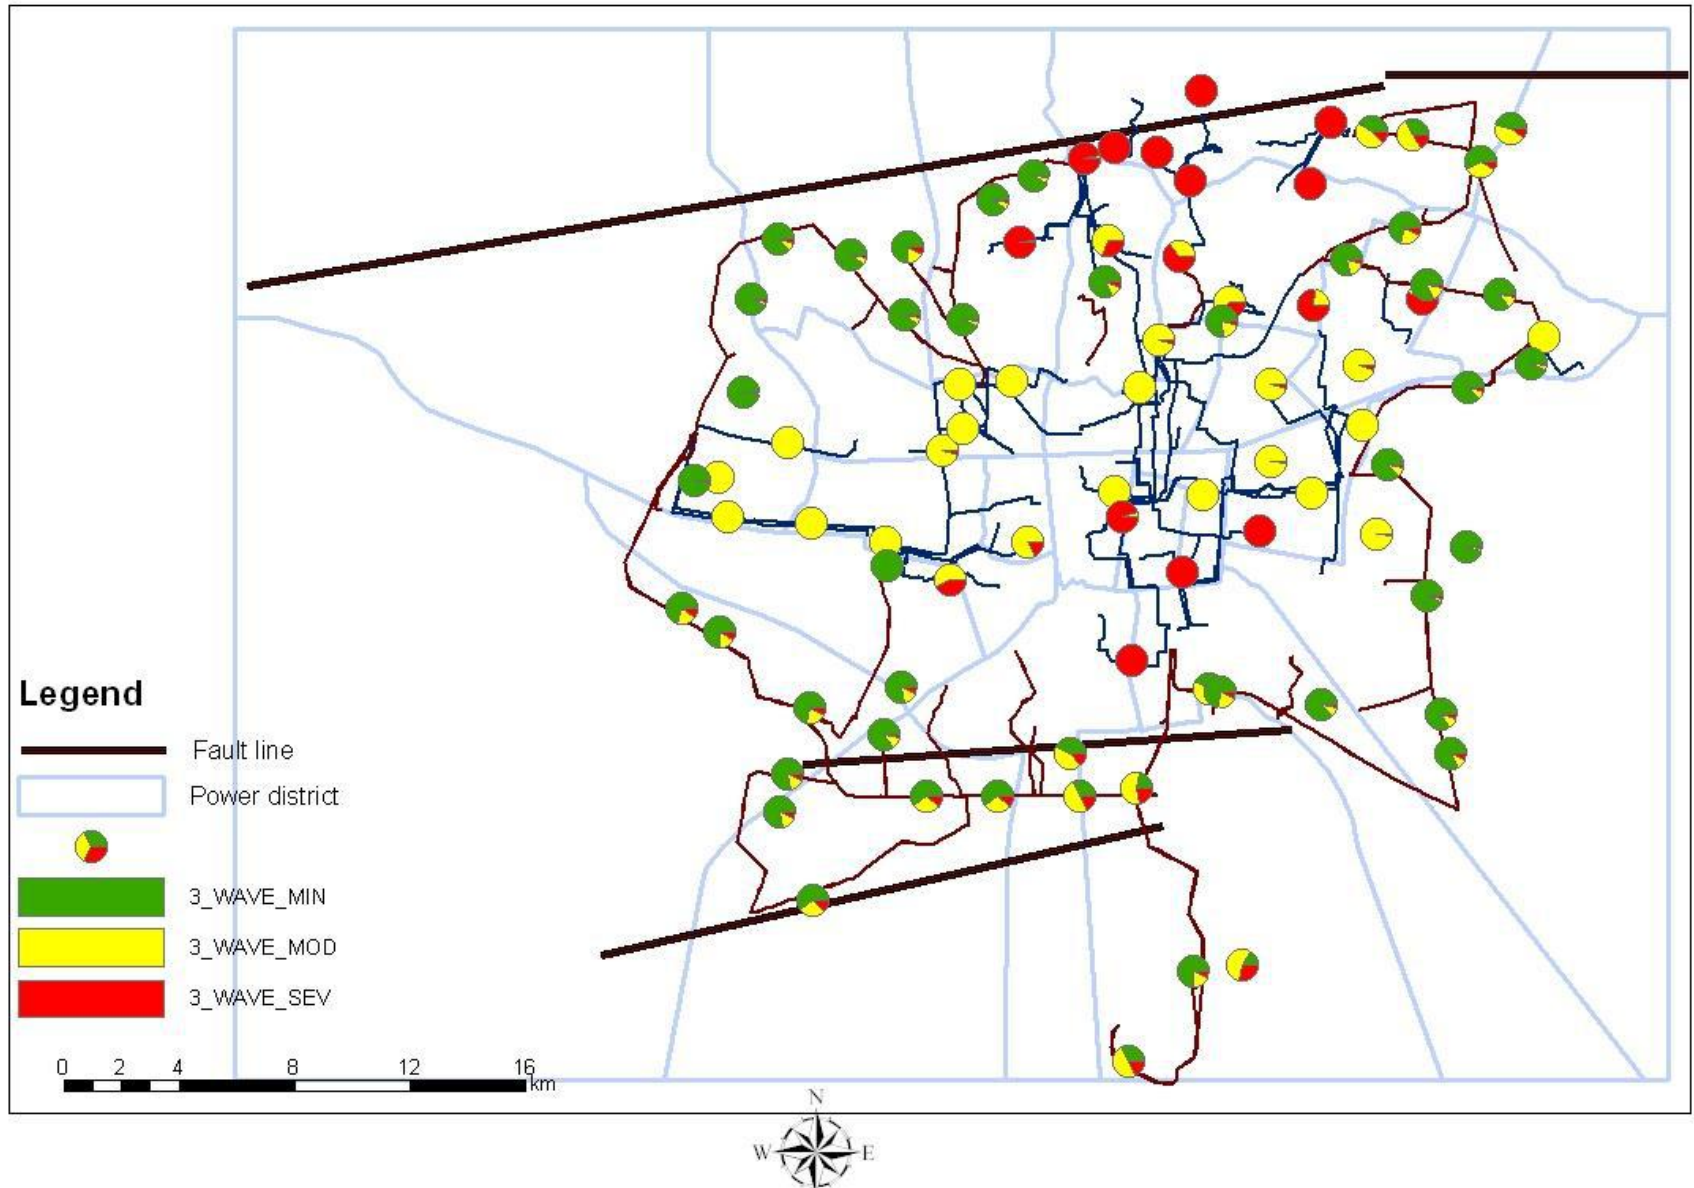 Legend
Fault line
Power district
3_WAVE_MIN
3_WAVE_MOD
3_WAVE_SEV
0 2 4 8 12 16
km
N
W E
S